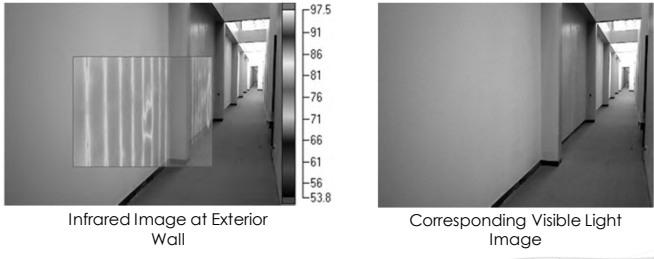 97.5
91
86
81
76
71
66
61
56
53.8
Infrared Image at Exterior
Wall
Corresponding Visible Light
Image